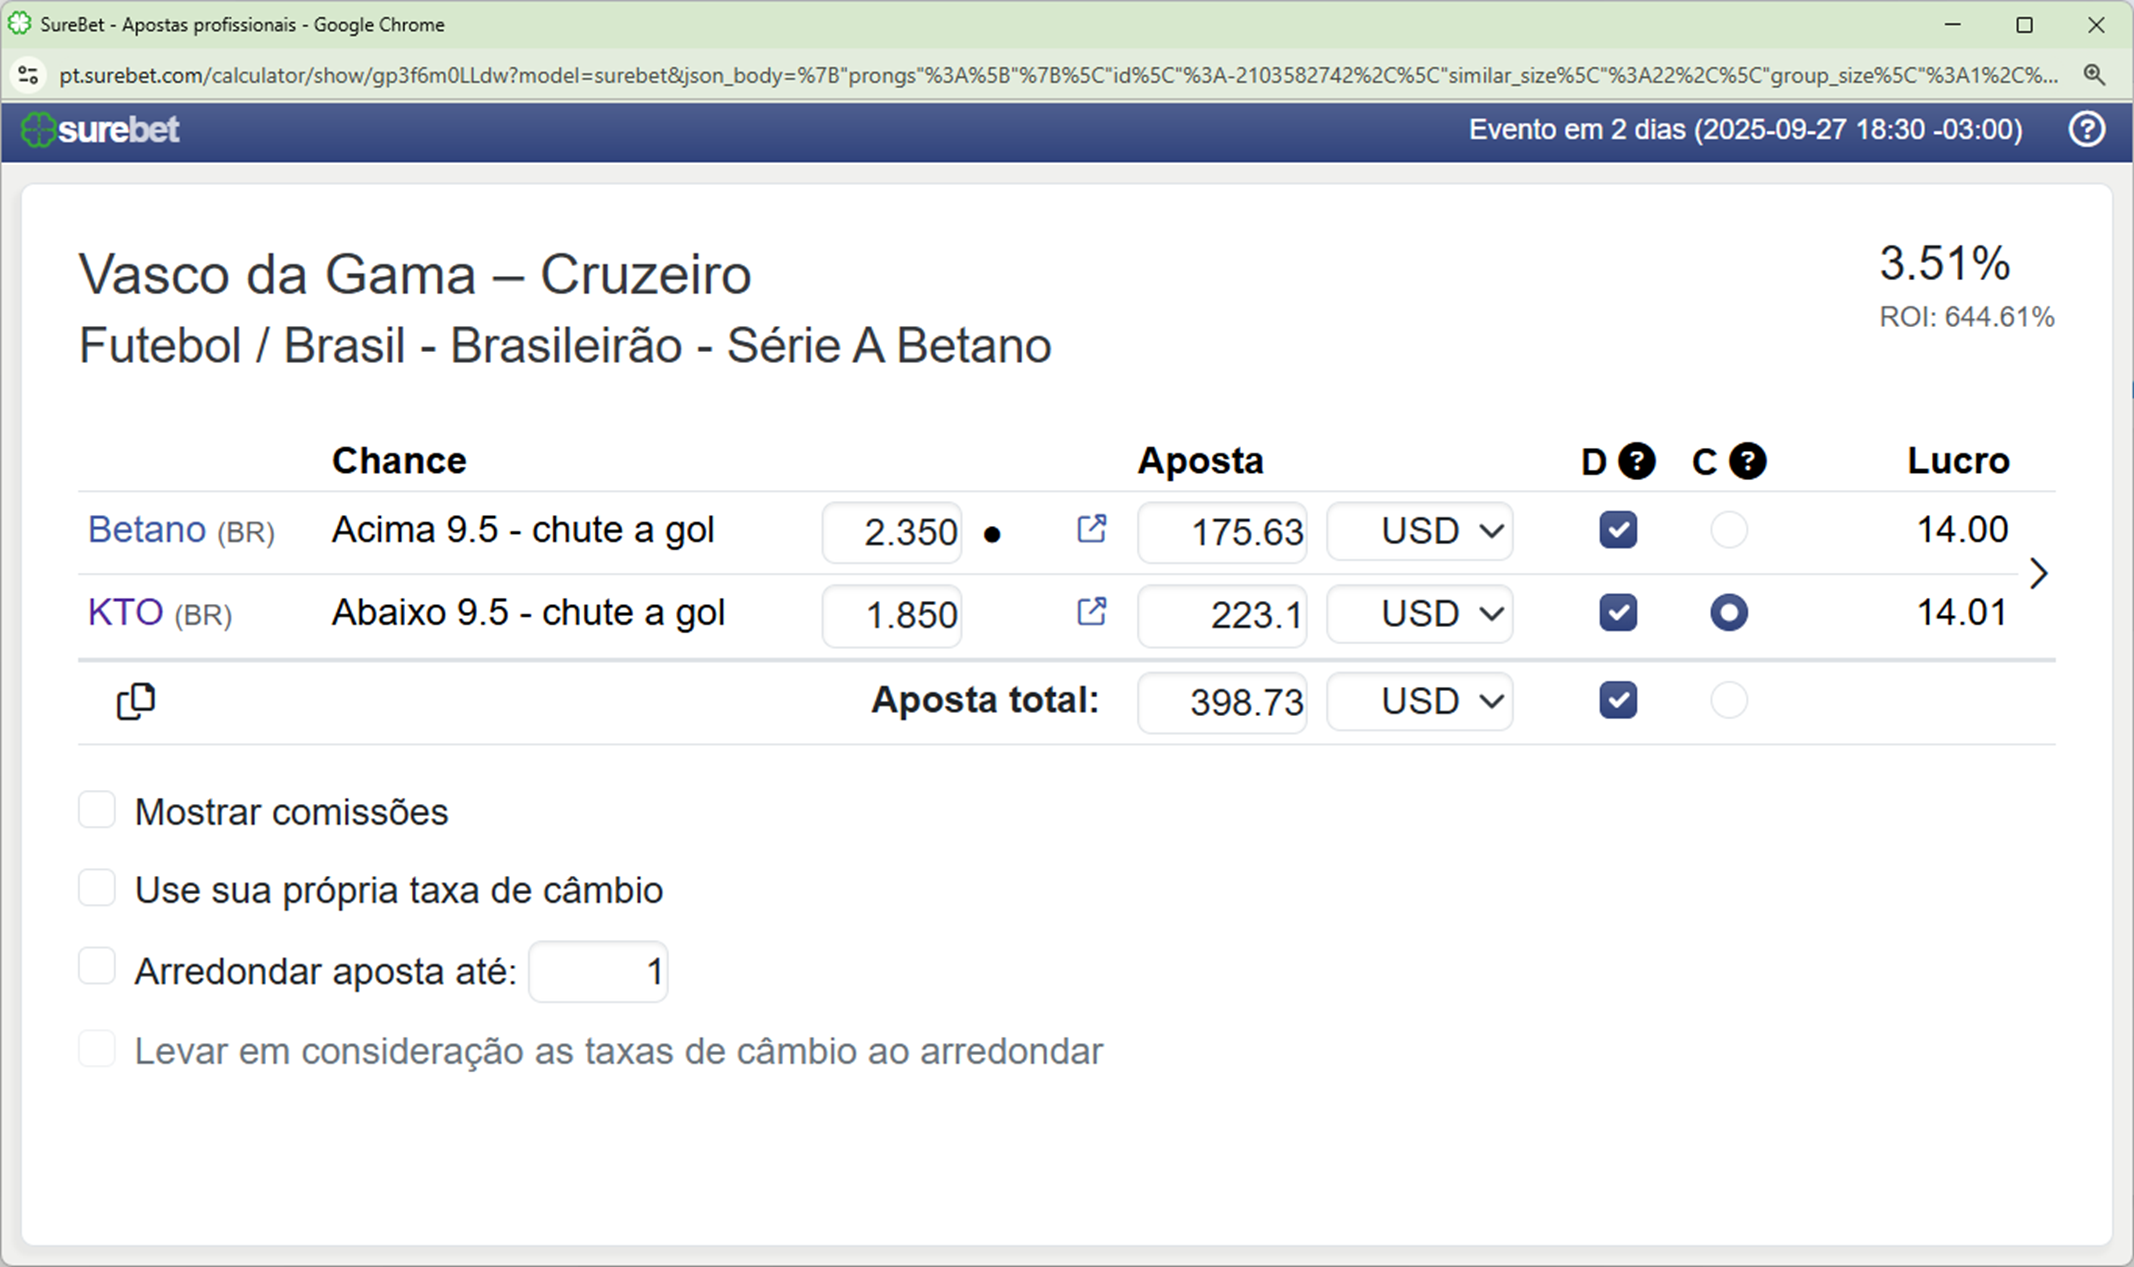 SureBet - Apostas profissionais - Google Chrome
pt.surebet.com/calculator/show/gp3f6m0LLdw?model=surebet&json_body=%7B"prongs"%3A%5B"%7B%5C"id%5C"%3A-2103582742%2C%5C"similar_size%5C"%3A22%2C%5C"group_size%5C"%3A1%2C%...
surebet
Evento em 2 dias (2025-09-27 18:30 -03:00)
Vasco da Gama – Cruzeiro
3.51%
Futebol / Brasil - Brasileirão - Série A Betano
ROI: 644.61%
Chance Aposta D ? C ? Lucro
Betano (BR) Acima 9.5 - chute a gol 2.350 ● 175.63 USD 14.00
KTO (BR) Abaixo 9.5 - chute a gol 1.850 223.1 USD 14.01
Aposta total: 398.73 USD
Mostrar comissões
Use sua própria taxa de câmbio
Arredondar aposta até: 1
Levar em consideração as taxas de câmbio ao arredondar